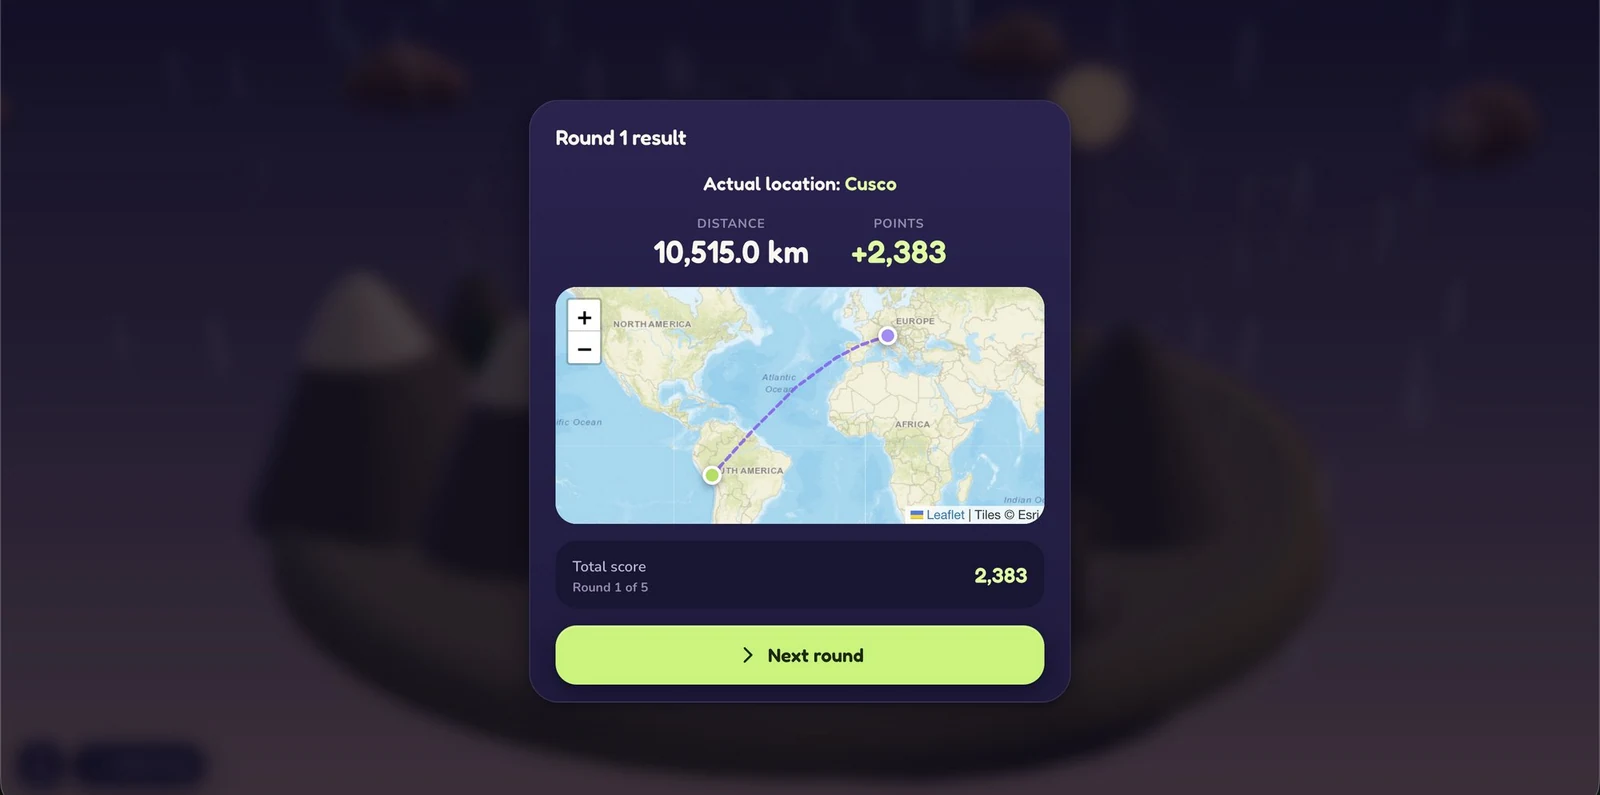 Round 1 result
Actual location: Cusco
DISTANCE
10,515.0 km
POINTS
+2,383
+
−
NORTH AMERICA
EUROPE
Atlantic
Ocean
ific Ocean
AFRICA
TH AMERICA
Indian Oc
Leaflet | Tiles © Esri
Total score
Round 1 of 5
2,383
Next round